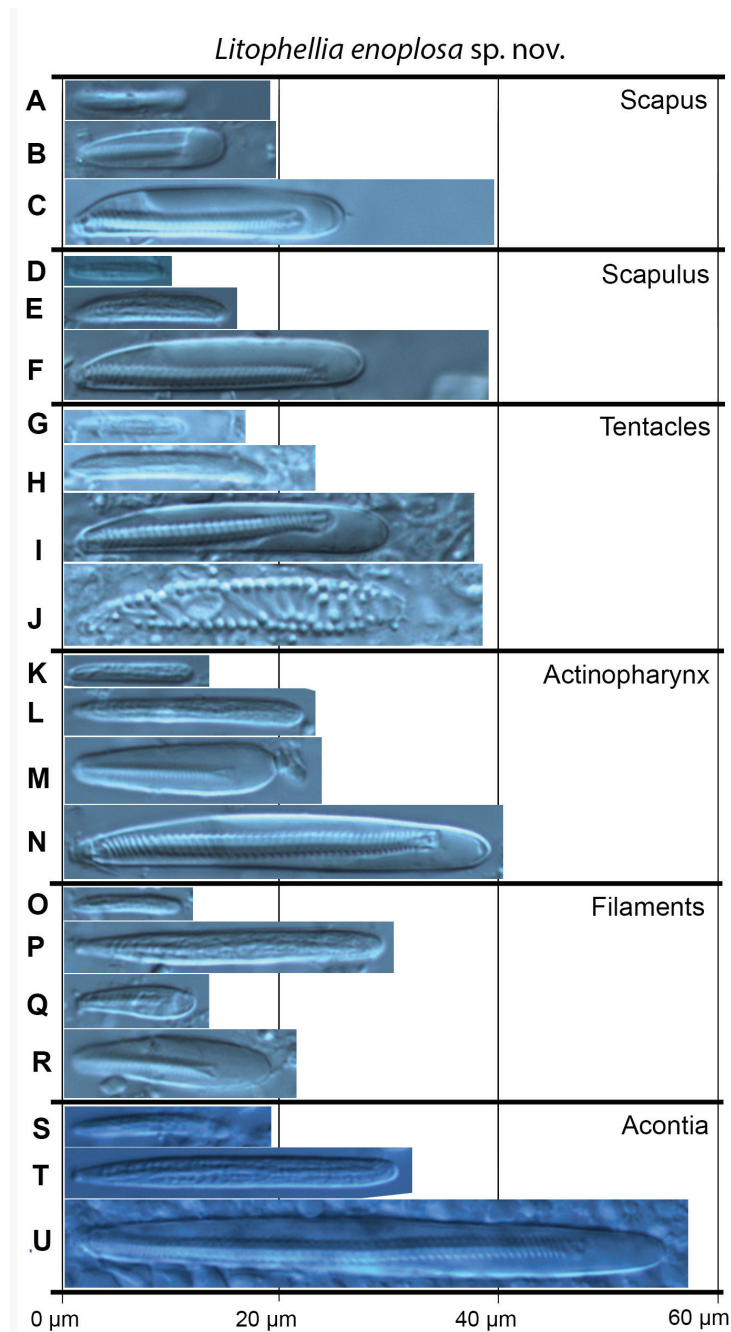 Litophellia enoplosa sp. nov.
A
Scapus
B
C
D
Scapulus
E
F
G
Tentacles
H
I
J
K
Actinopharynx
L
M
N
O
Filaments
P
Q
R
S
Acontia
T
U
0 µm 20 µm 40 µm 60 µm